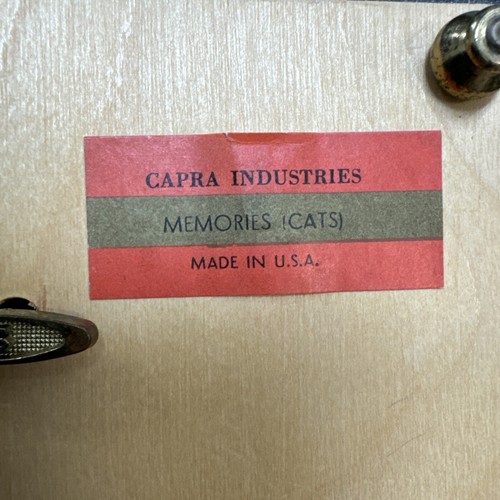 CAPRA INDUSTRIES
MEMORIES (CATS)
MADE IN U.S.A.